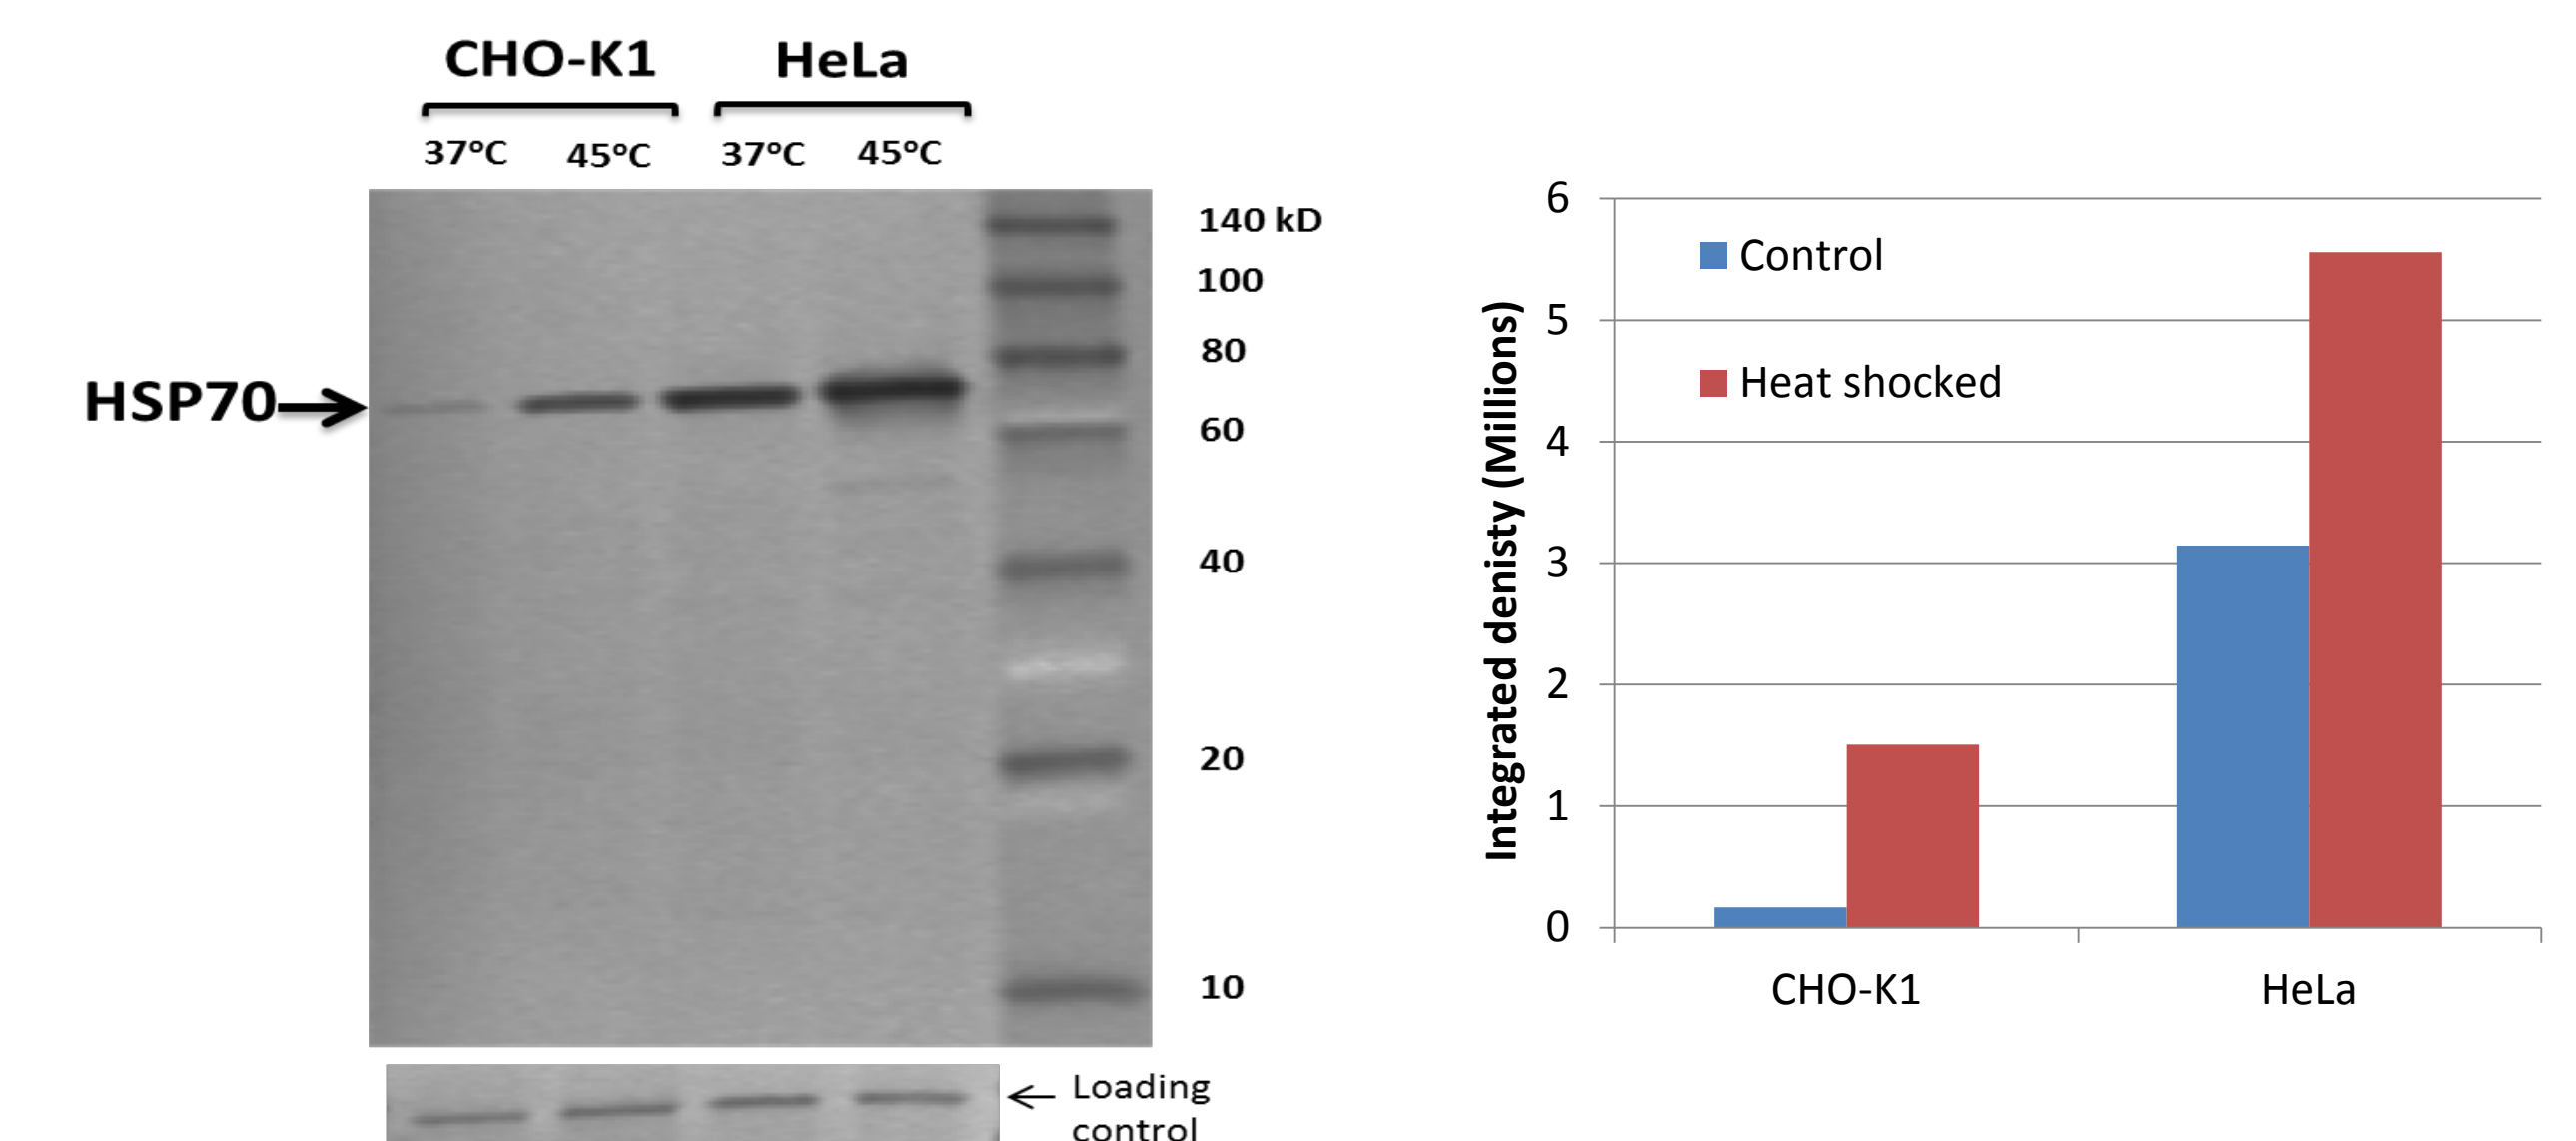 CHO-K1 HeLa
37°C 45°C 37°C 45°C
140 kD
100
80
HSP70
60
40
20
10
Loading
control
6
5
4
3
2
1
0
Integrated denisty (Millions)
Control
Heat shocked
CHO-K1 HeLa